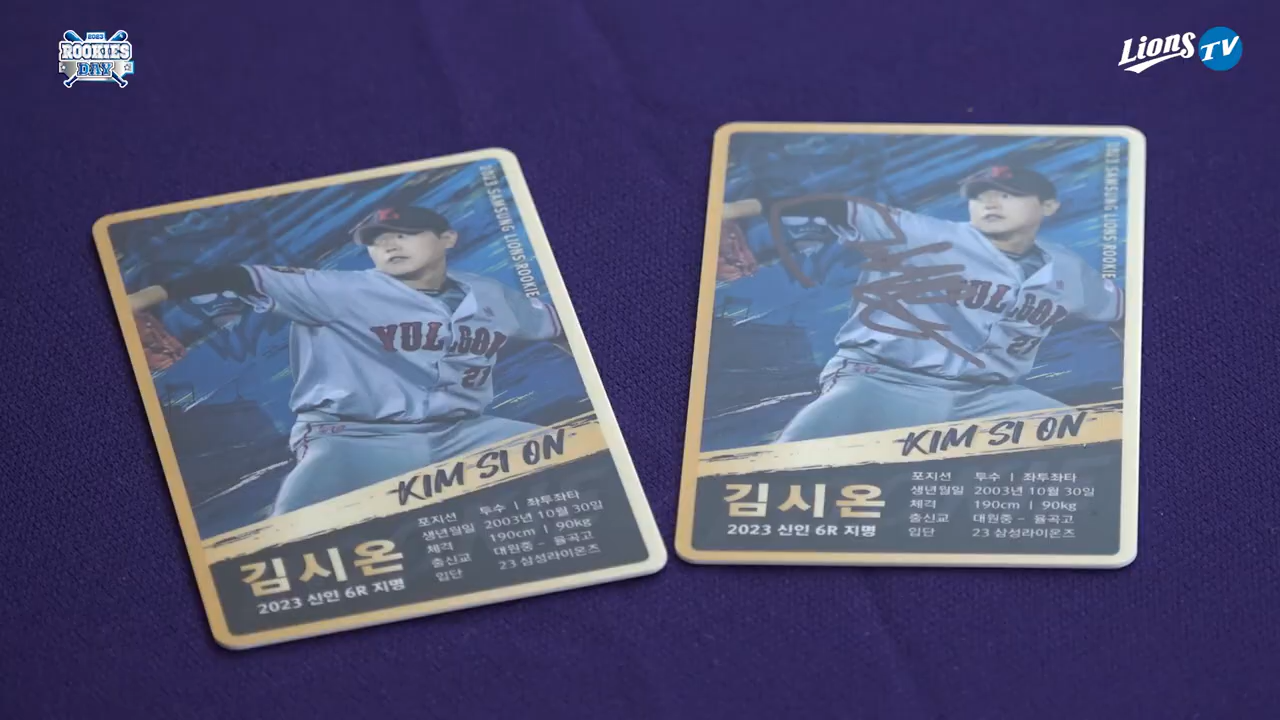 2023
ROOKIES
DAY
Lions TV
2023 SAMSUNG LIONS ROOKIE
YULGON
27
KIM SI ON
김시온
2023 신인 6R 지명
포지션 투수 | 좌투좌타
생년월일 2003년 10월 30일
체격 190cm | 90kg
출신교 대원중 - 율곡고
입단 23 삼성라이온즈
2023 SAMSUNG LIONS ROOKIE
YULGON
27
KIM SI ON
김시온
2023 신인 6R 지명
포지션 투수 | 좌투좌타
생년월일 2003년 10월 30일
체격 190cm | 90kg
출신교 대원중 - 율곡고
입단 23 삼성라이온즈